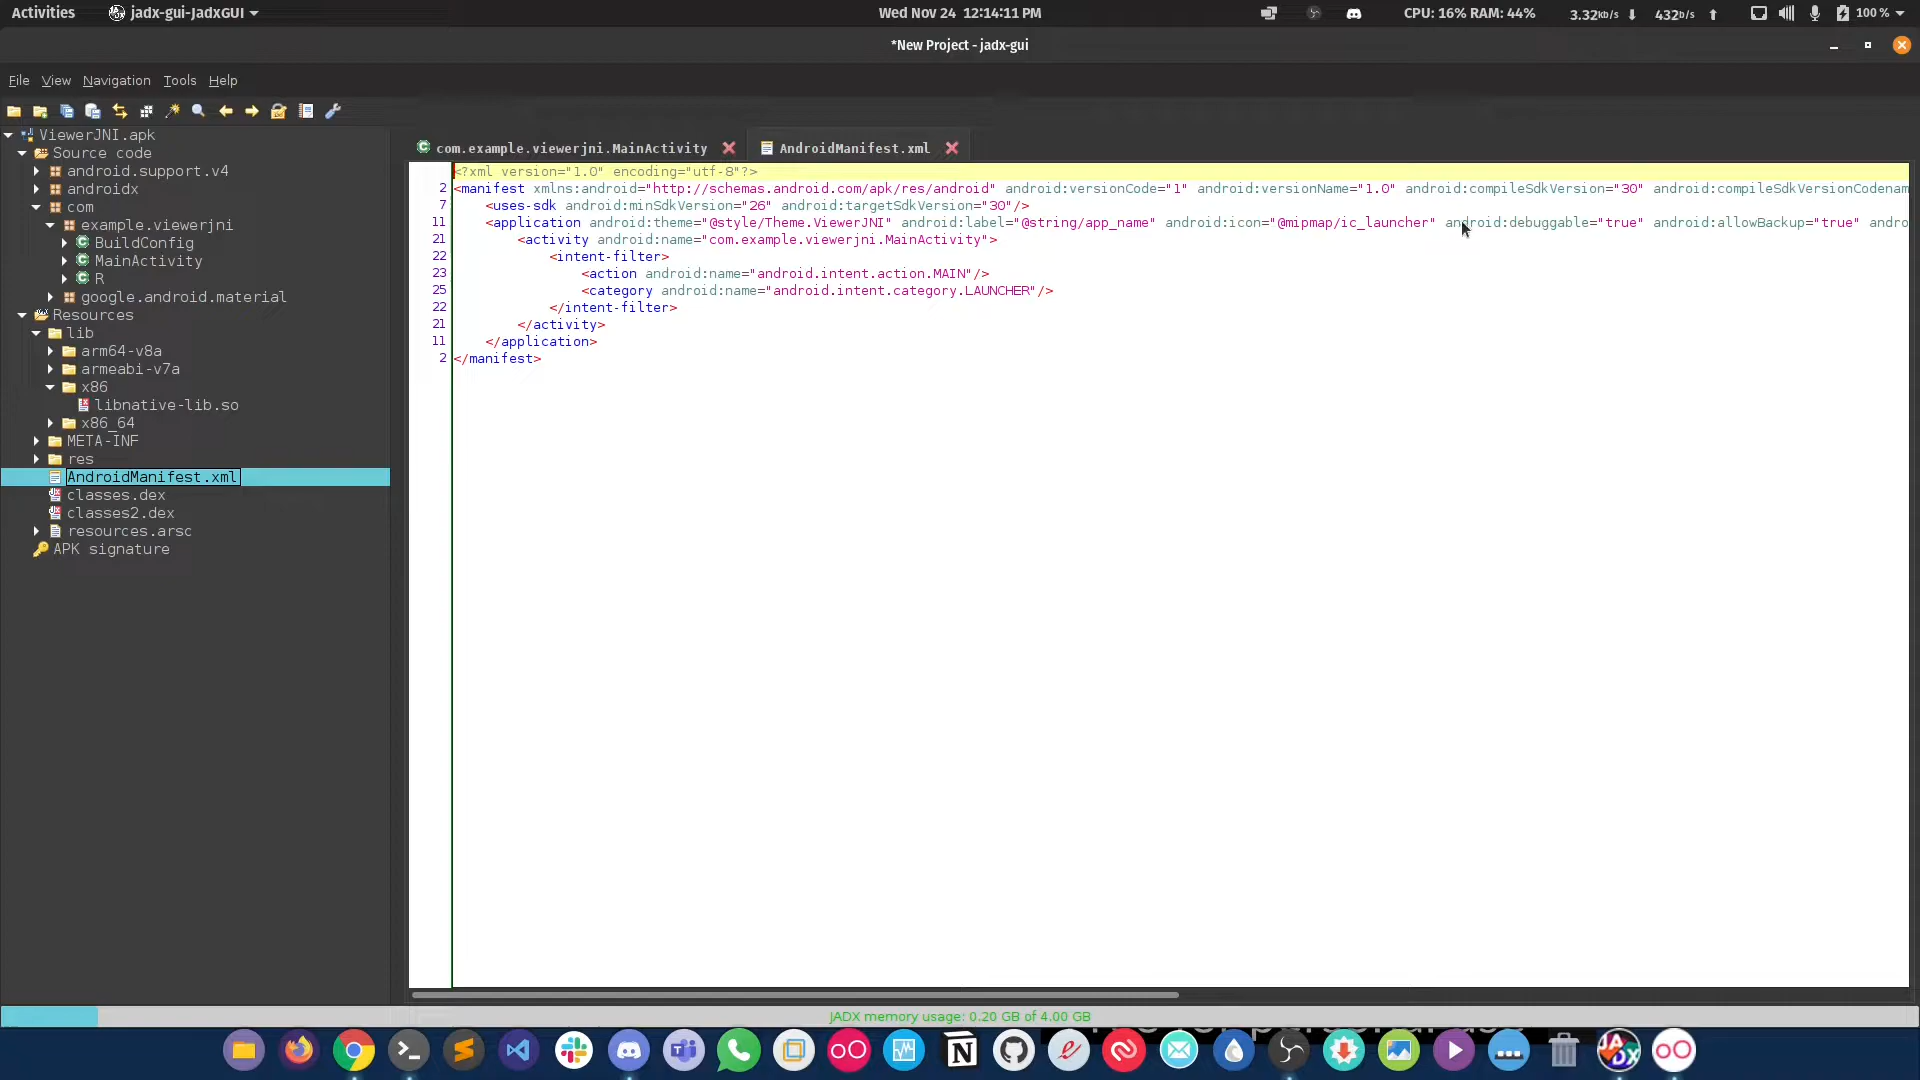 Activities
jadx-gui-JadxGUI
Wed Nov 24 12:14:11 PM
CPU: 16% RAM: 44%
3.32kb/s
432b/s
100 %
*New Project - jadx-gui
File View Navigation Tools Help
ViewerJNI.apk
Source code
android.support.v4
androidx
com
example.viewerjni
BuildConfig
MainActivity
R
google.android.material
Resources
lib
arm64-v8a
armeabi-v7a
x86
libnative-lib.so
x86_64
META-INF
res
AndroidManifest.xml
classes.dex
classes2.dex
resources.arsc
APK signature
com.example.viewerjni.MainActivity
AndroidManifest.xml
<?xml version="1.0" encoding="utf-8"?>
2 <manifest xmlns:android="http://schemas.android.com/apk/res/android" android:versionCode="1" android:versionName="1.0" android:compileSdkVersion="30" android:compileSdkVersionCodenam
7 <uses-sdk android:minSdkVersion="26" android:targetSdkVersion="30"/>
11 <application android:theme="@style/Theme.ViewerJNI" android:label="@string/app_name" android:icon="@mipmap/ic_launcher" android:debuggable="true" android:allowBackup="true" andro
21 <activity android:name="com.example.viewerjni.MainActivity">
22 <intent-filter>
23 <action android:name="android.intent.action.MAIN"/>
25 <category android:name="android.intent.category.LAUNCHER"/>
22 </intent-filter>
21 </activity>
11 </application>
2 </manifest>
JADX memory usage: 0.20 GB of 4.00 GB